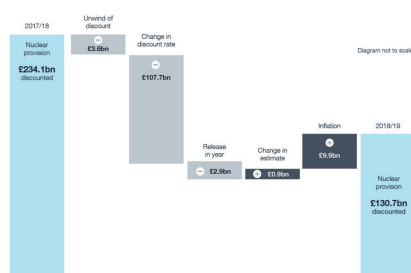 2017/18
Nuclear
provision
£234.1bn
discounted
Unwind of
discount
−
£3.6bn
Change in
discount rate
−
£107.7bn
Release
in year
− £2.9bn
Change in
estimate
+ £0.9bn
Inflation
+
£9.9bn
Diagram not to scale
2018/19
Nuclear
provision
£130.7bn
discounted